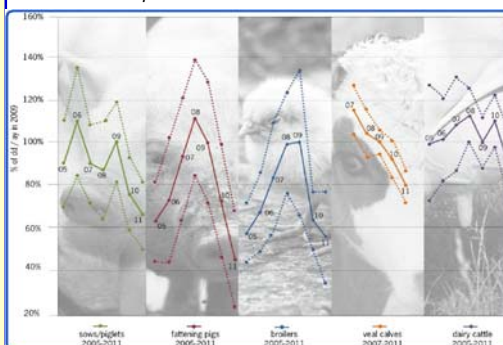 160%
140%
120%
100%
80%
60%
40%
20%
% of in 2009
05 06 07 08 09 10 11
05 06 07 08 09 10 11
05 06 07 08 09 10 11
07 08 09 10 11
06 07 08 09 10
sows/piglets fattening pigs broilers veal calves dairy cattle
2005-2011 2005-2011 2005-2011 2007-2011 2005-2011